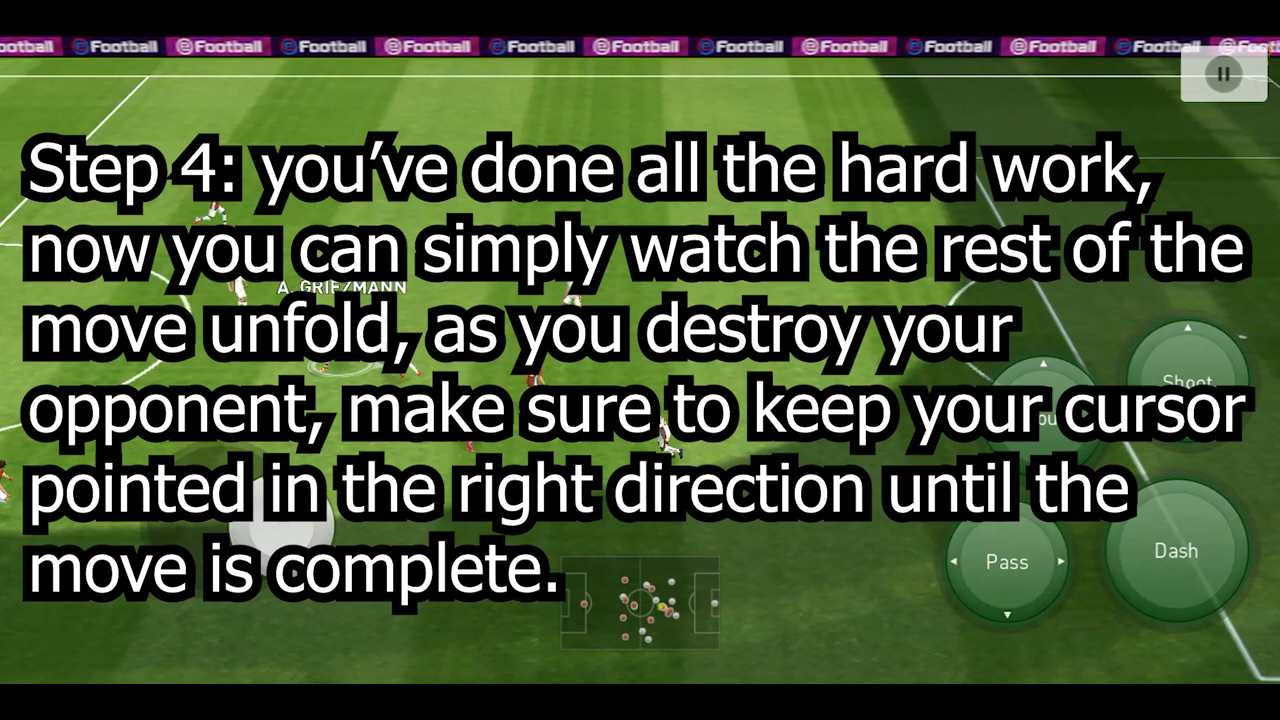 ootball eFootball eFootball eFootball eFootball eFootball eFootball eFootball eFootball eFootball eFootball eFootball
Step 4: you've done all the hard work,
now you can simply watch the rest of the
A. GRIEZMANN
move unfold, as you destroy your
Shoot
opponent, make sure to keep your cursor
pointed in the right direction until the
Pass
Dash
move is complete.